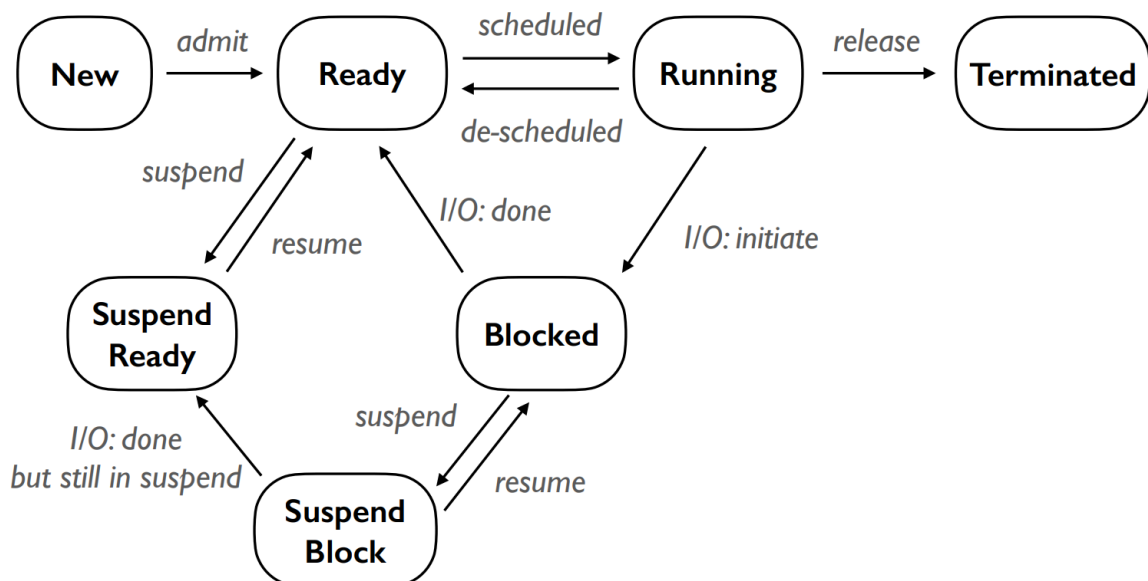 admit
scheduled
release
New
Ready
Running
Terminated
de-scheduled
suspend
I/O: done
resume
I/O: initiate
Suspend
Ready
Blocked
suspend
I/O: done
but still in suspend
resume
Suspend
Block